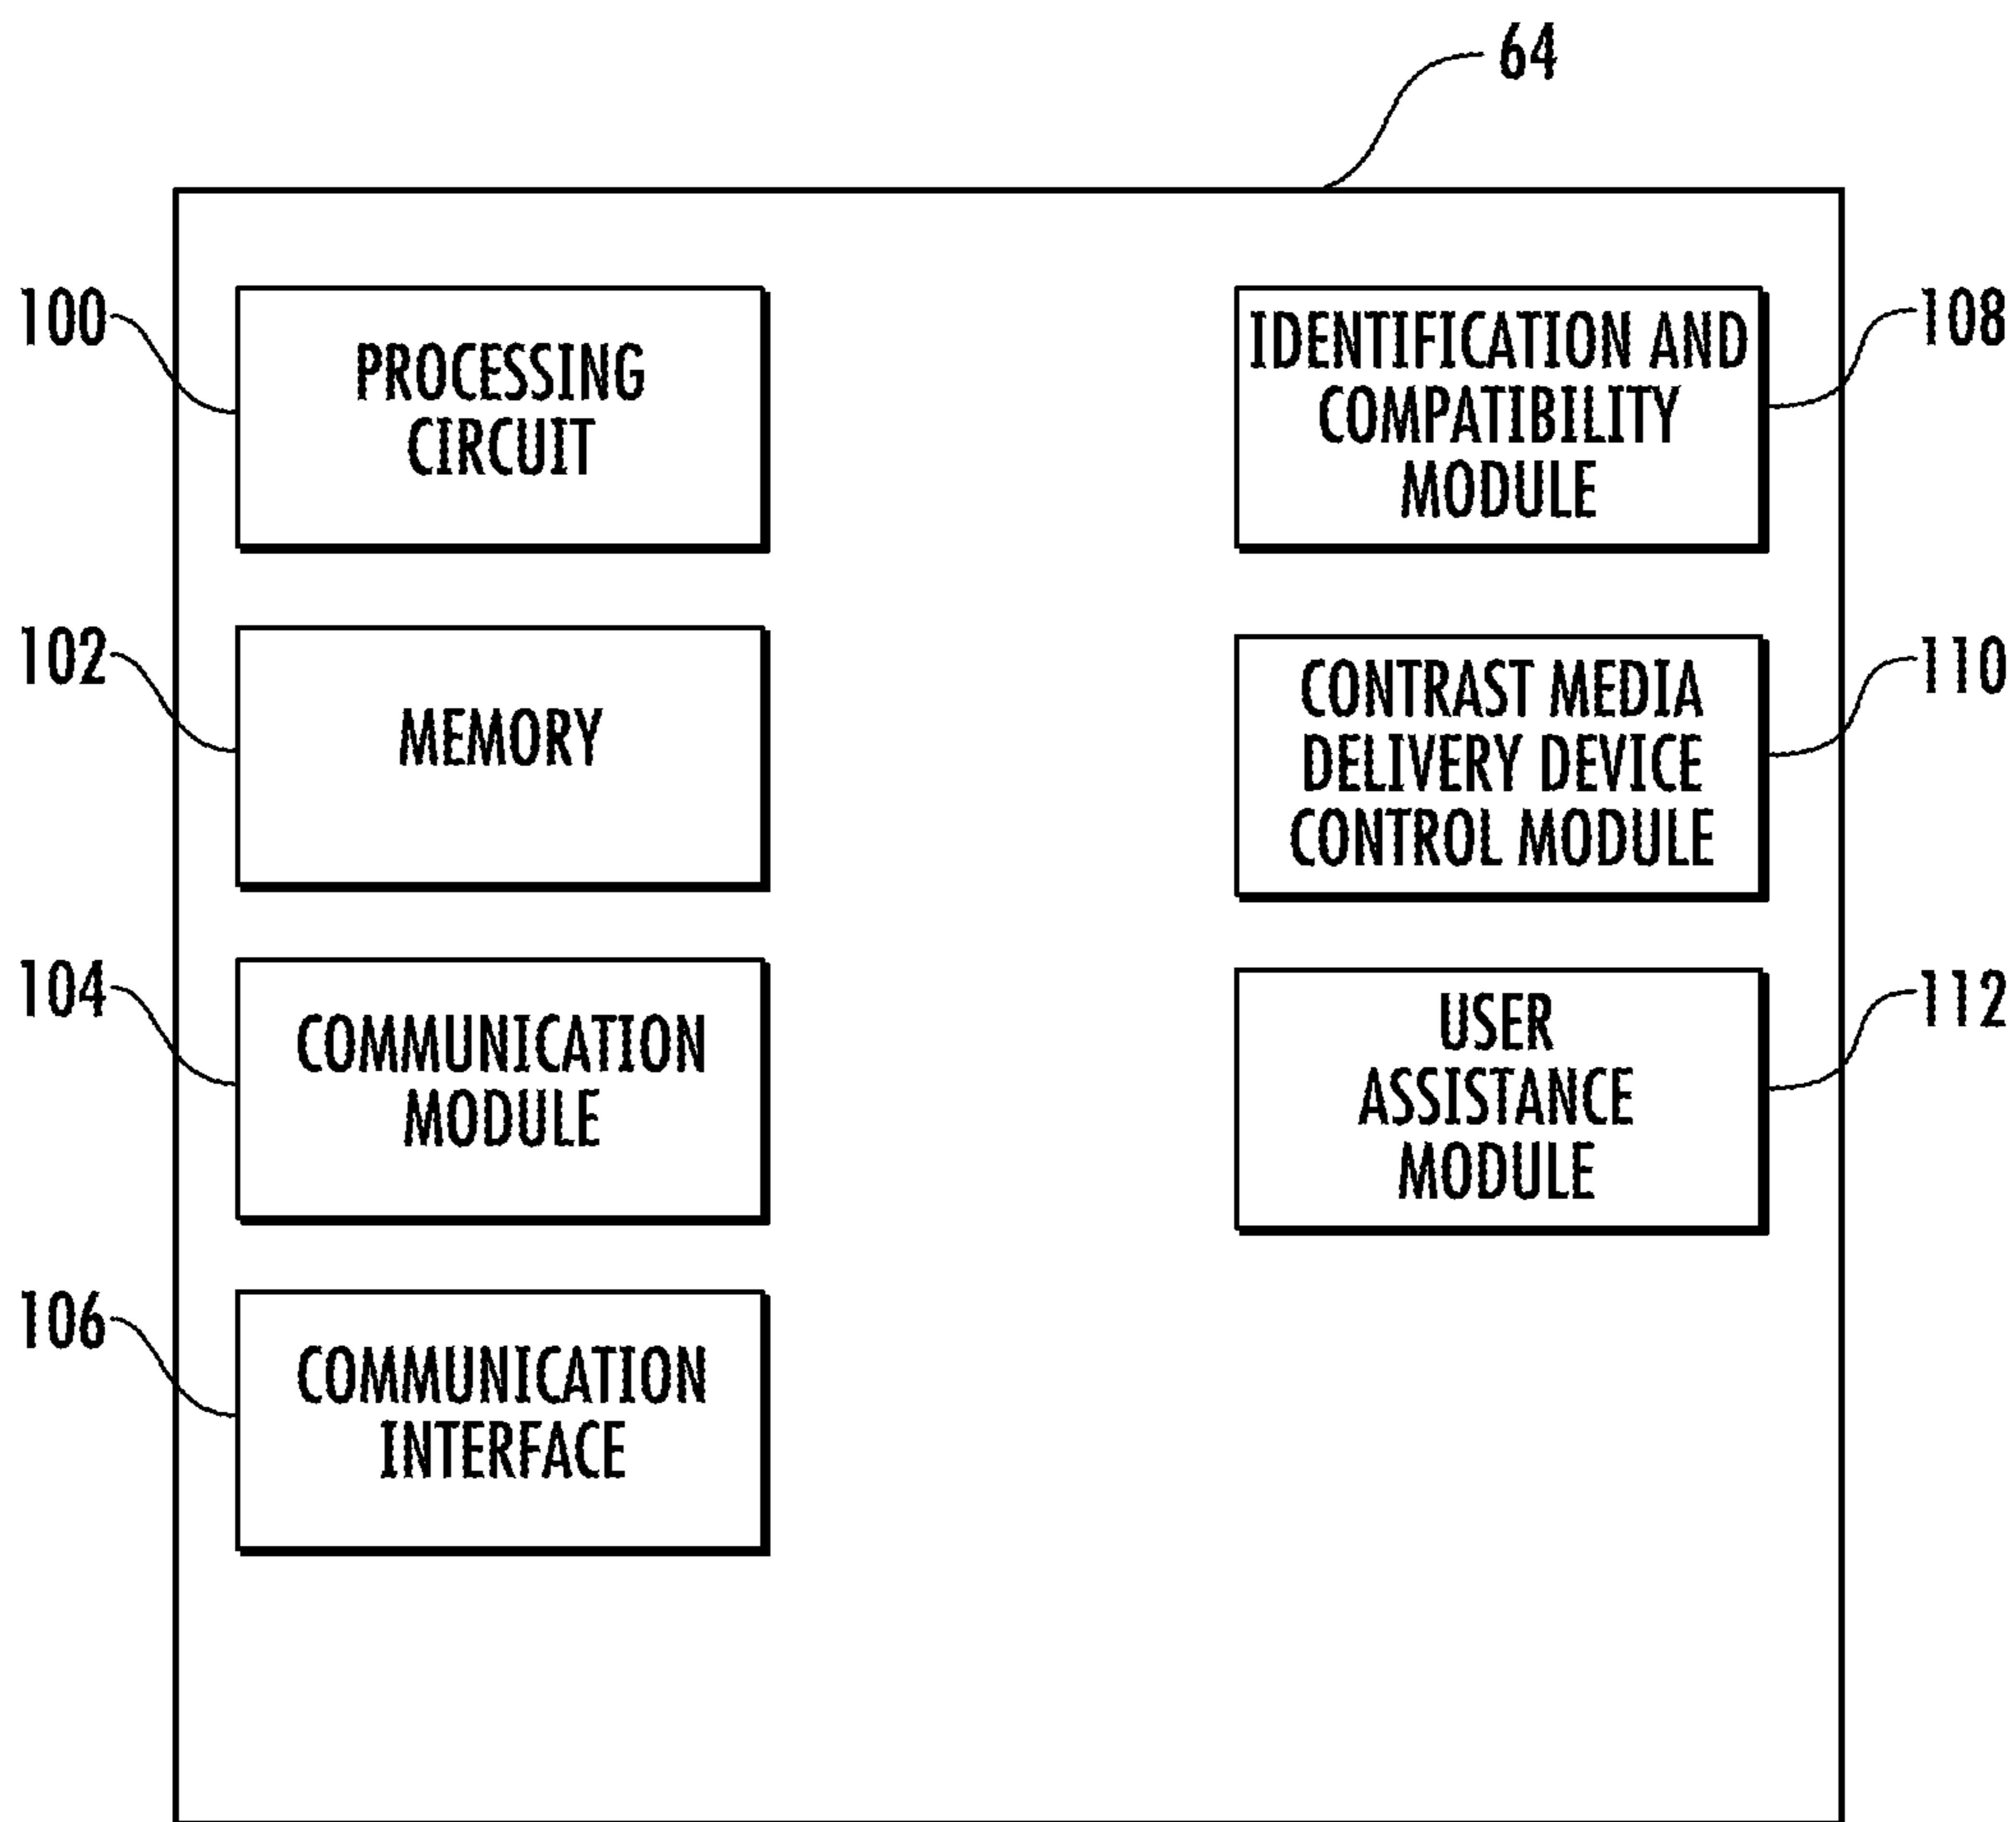 64
100
PROCESSING
CIRCUIT
102
MEMORY
104
COMMUNICATION
MODULE
106
COMMUNICATION
INTERFACE
IDENTIFICATION AND
COMPATIBILITY
MODULE
108
CONTRAST MEDIA
DELIVERY DEVICE
CONTROL MODULE
110
USER
ASSISTANCE
MODULE
112